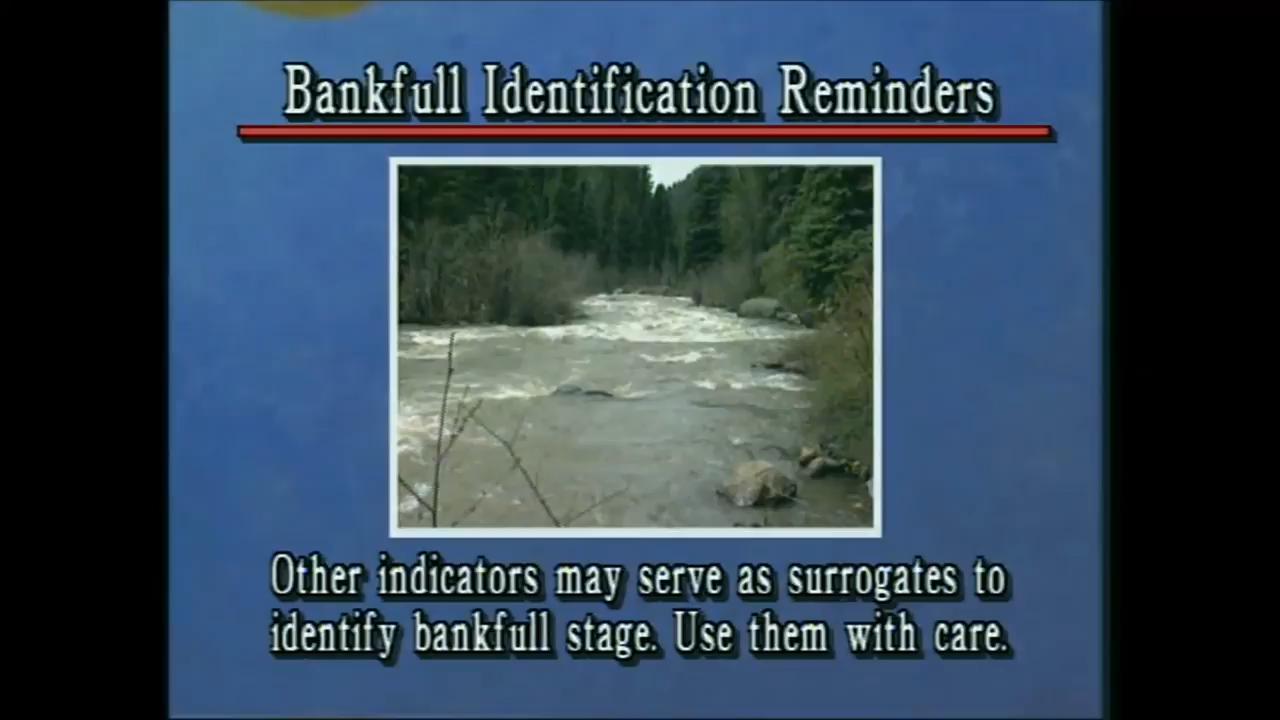 Bankfull Identification Reminders
Other indicators may serve as surrogates to
identify bankfull stage. Use them with care.